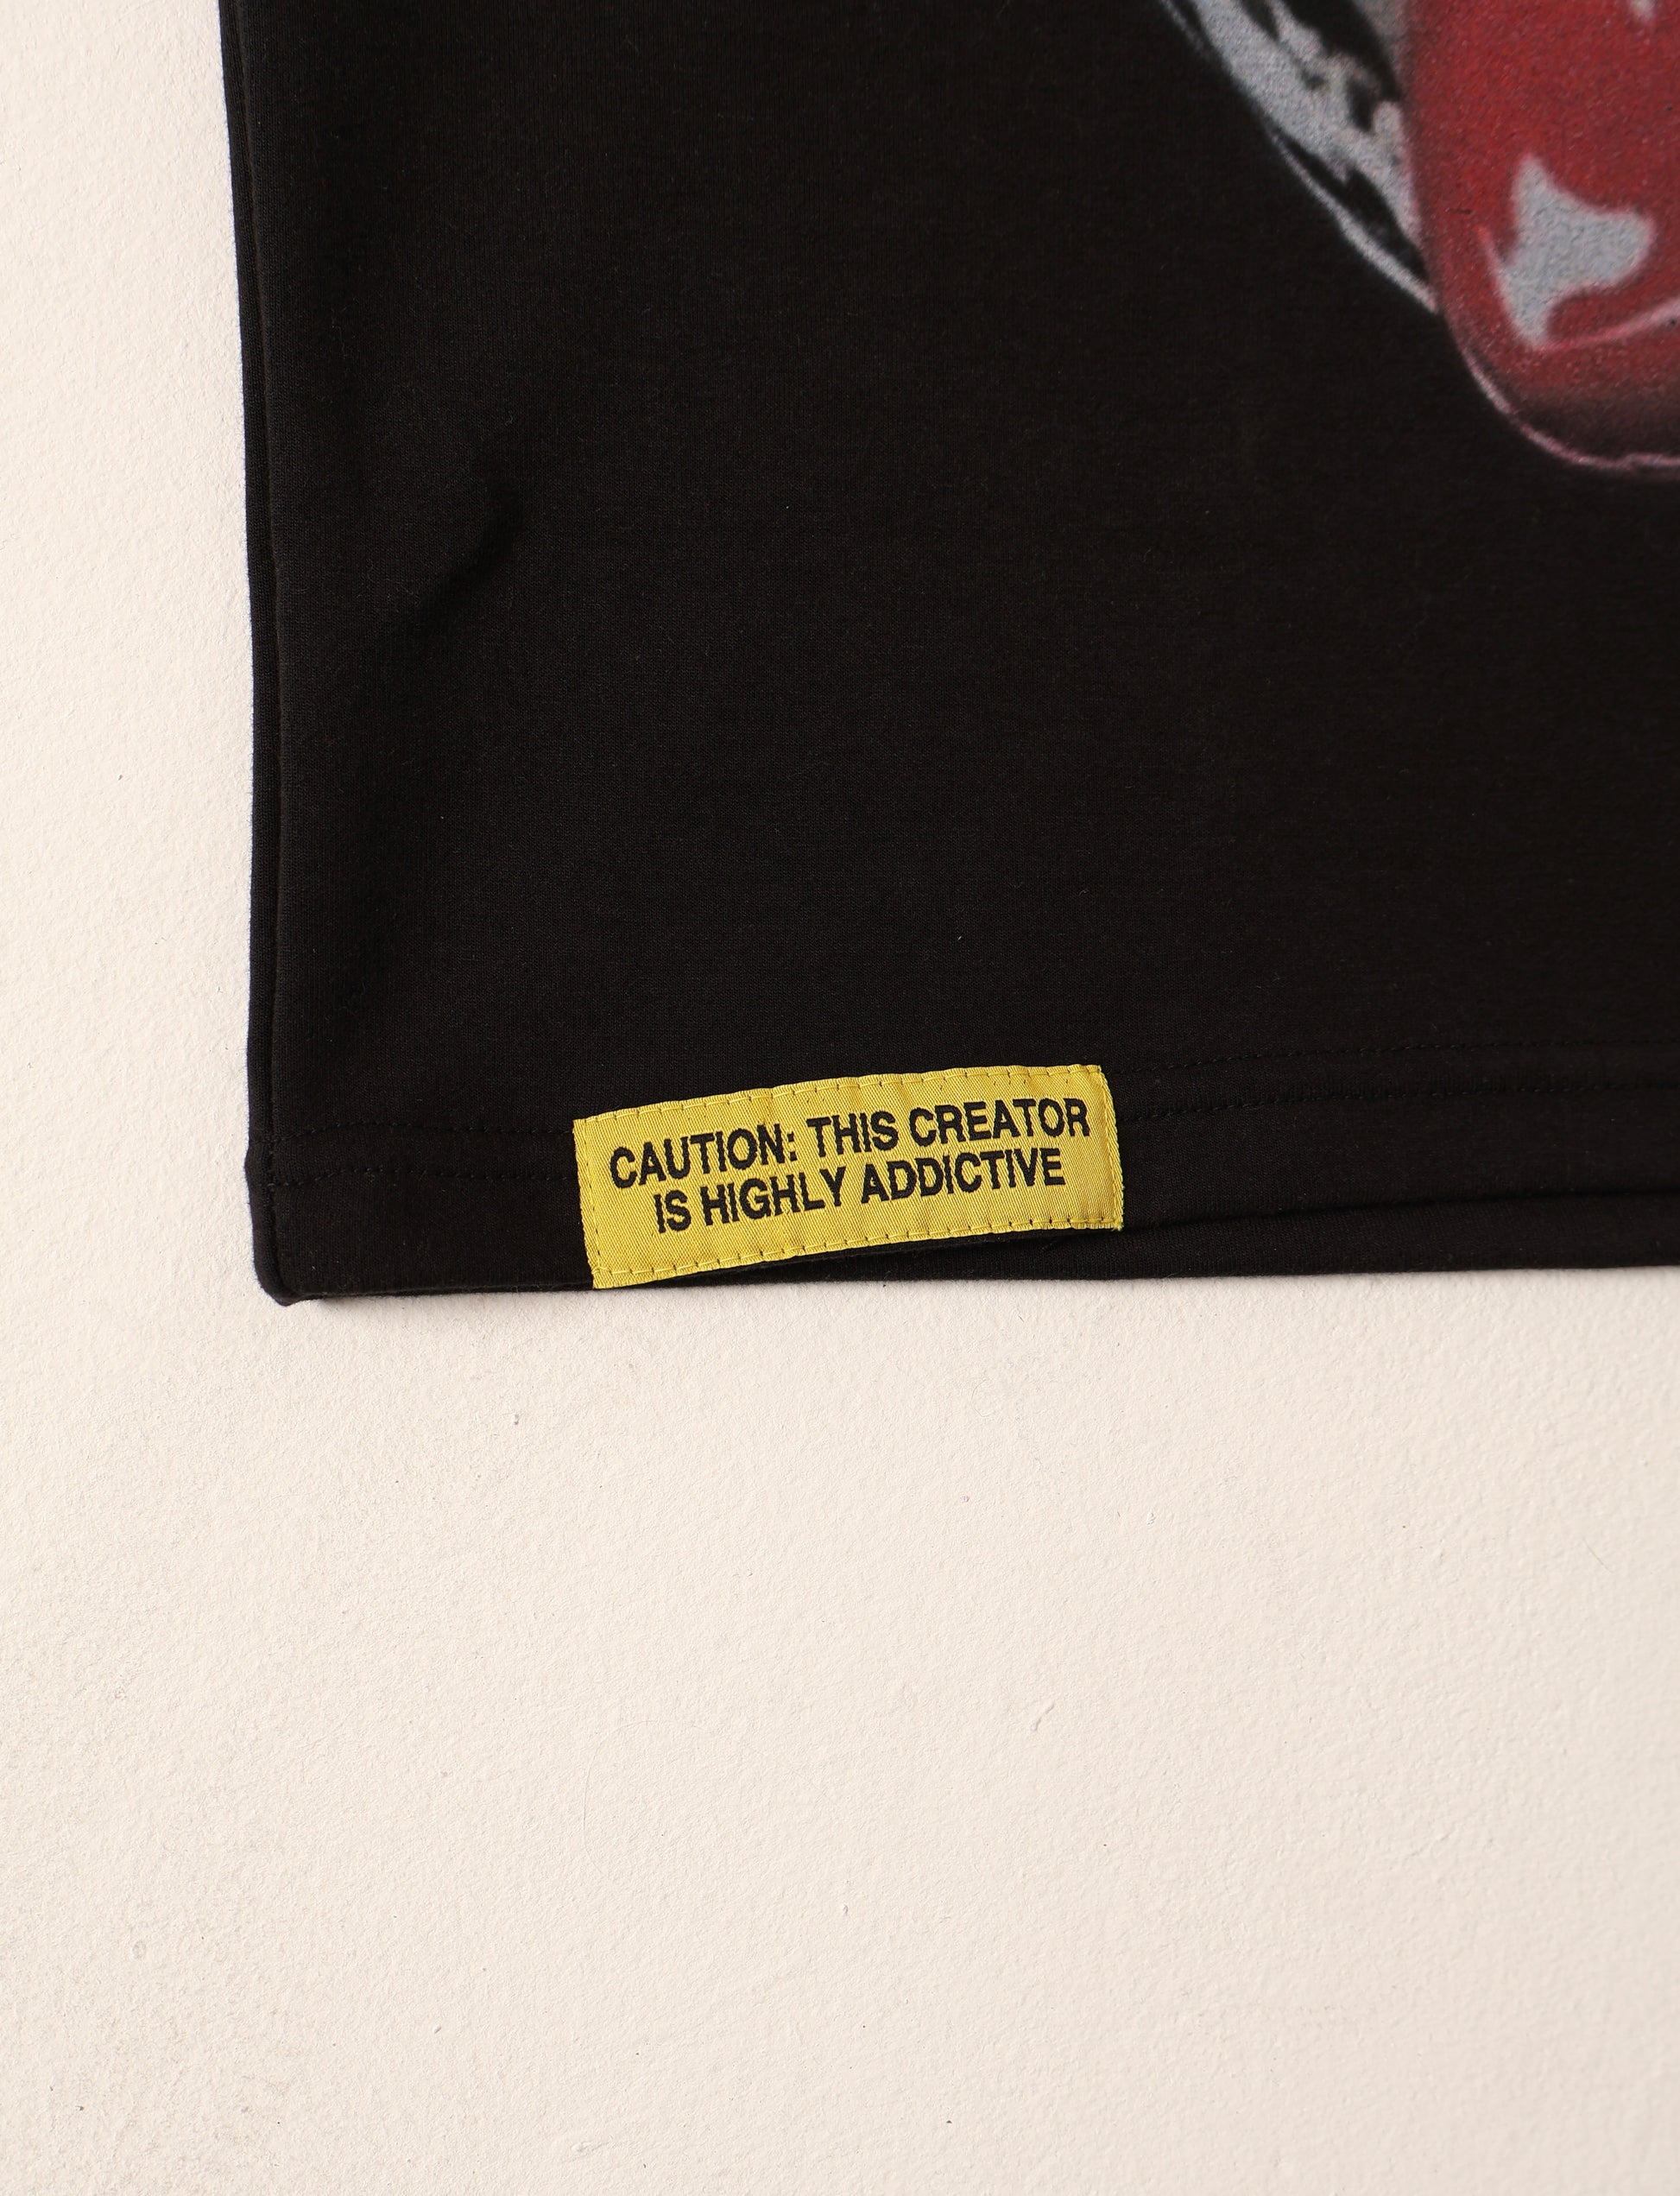 CAUTION: THIS CREATOR
IS HIGHLY ADDICTIVE